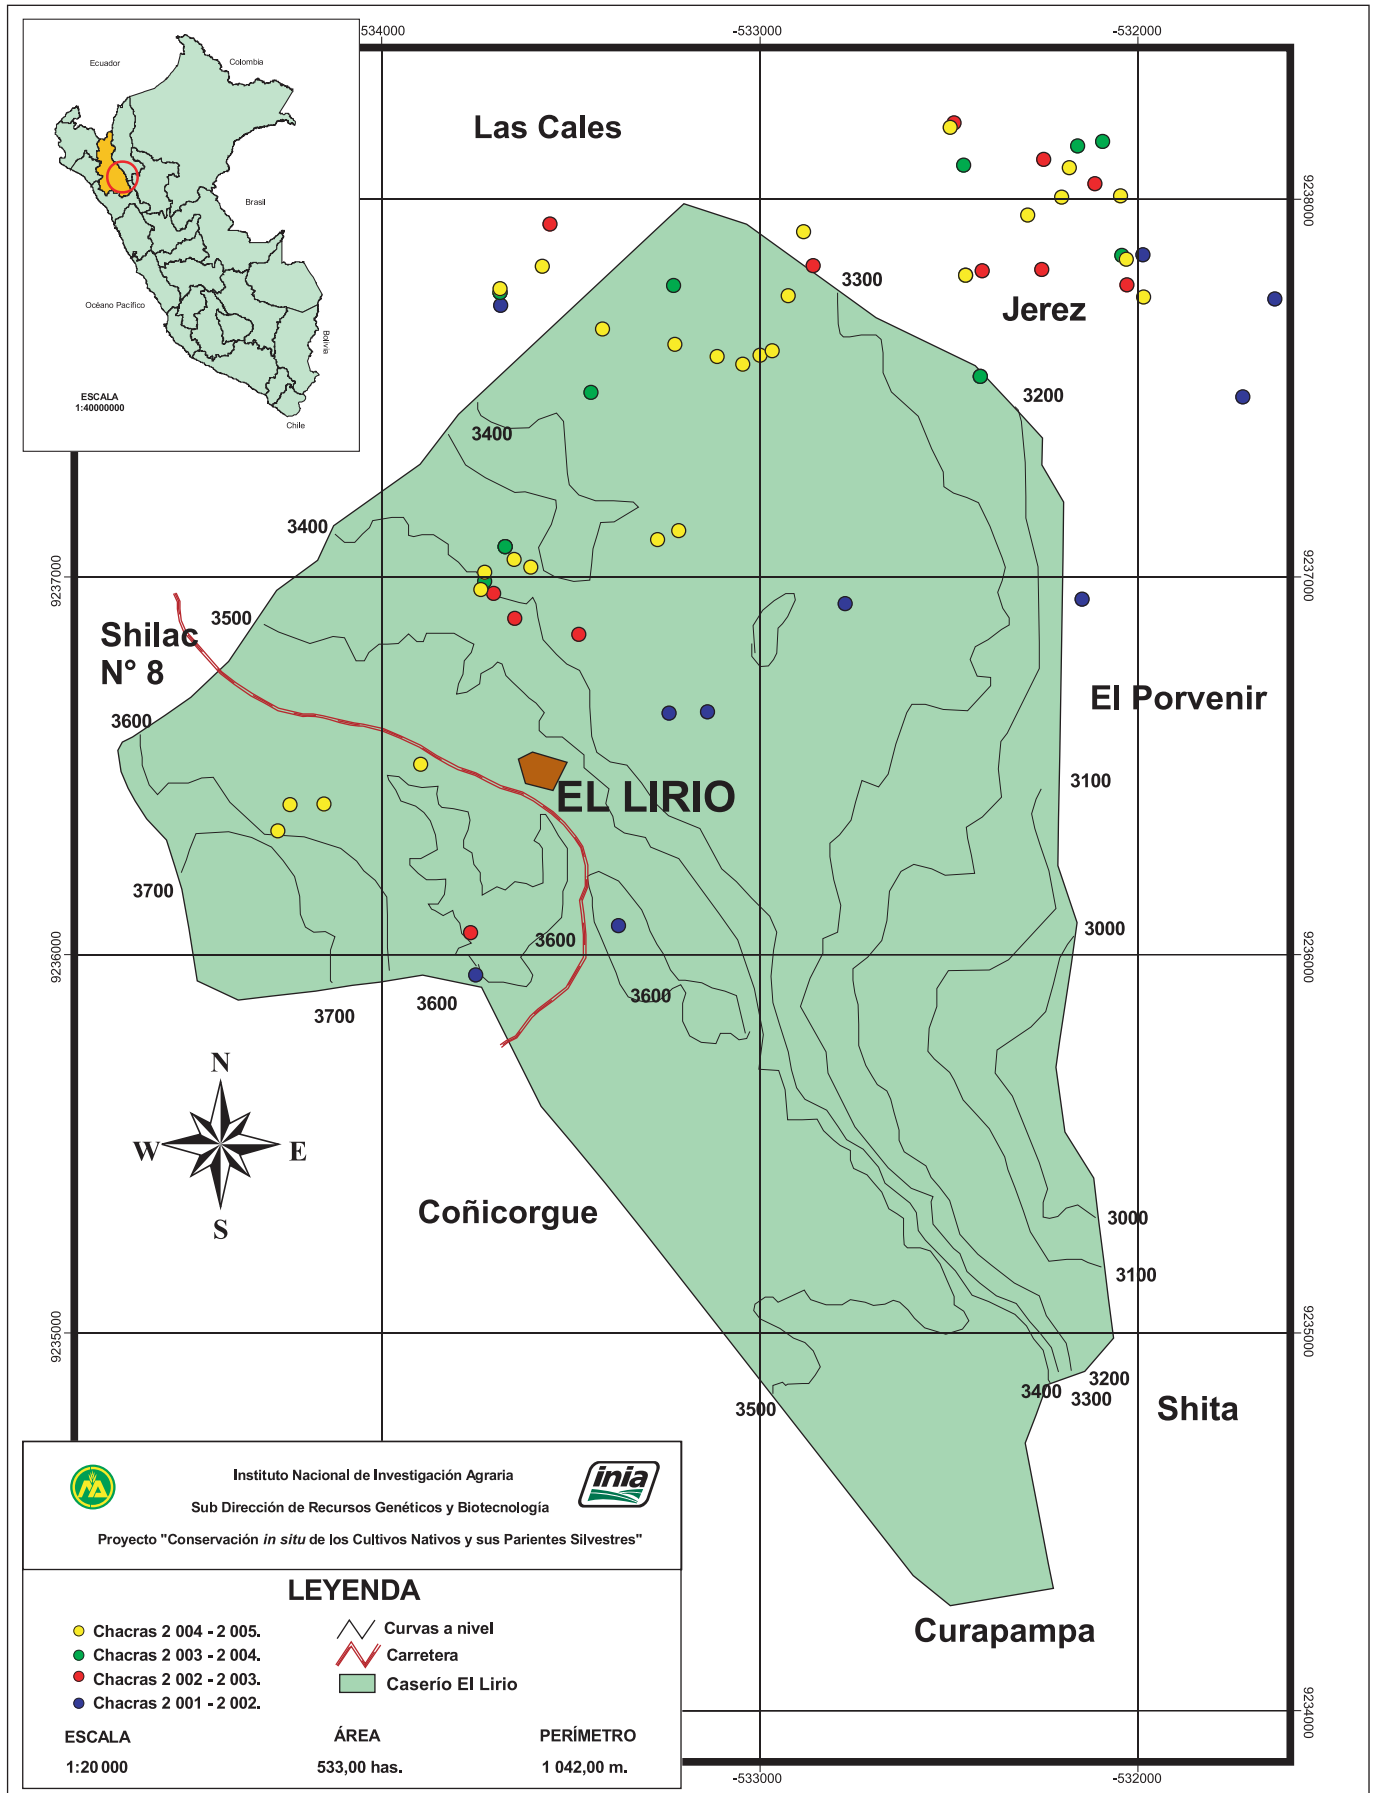 534000
-533000
-532000
Ecuador
Colombia
Brasil
Océano Pacífico
Bolivia
ESCALA
1:40000000
Chile
Las Cales
9238000
3300
Jerez
3200
3400
3400
9237000
9237000
3500
Shilac
N° 8
3600
El Porvenir
3100
EL LIRIO
3700
3000
3600
9236000
9236000
3600
3600
3700
N
W
E
S
Coñicorgue
3000
3100
9235000
9235000
3200
3400
3300
3500
Shita
Instituto Nacional de Investigación Agraria
inia
Sub Dirección de Recursos Genéticos y Biotecnología
Proyecto "Conservación in situ de los Cultivos Nativos y sus Parientes Silvestres"
LEYENDA
Chacras 2 004 - 2 005.
Curvas a nivel
Chacras 2 003 - 2 004.
Carretera
Chacras 2 002 - 2 003.
Caserío El Lirio
Chacras 2 001 - 2 002.
Curapampa
9234000
ESCALA
ÁREA
PERÍMETRO
1:20 000
533,00 has.
1 042,00 m.
-533000
-532000